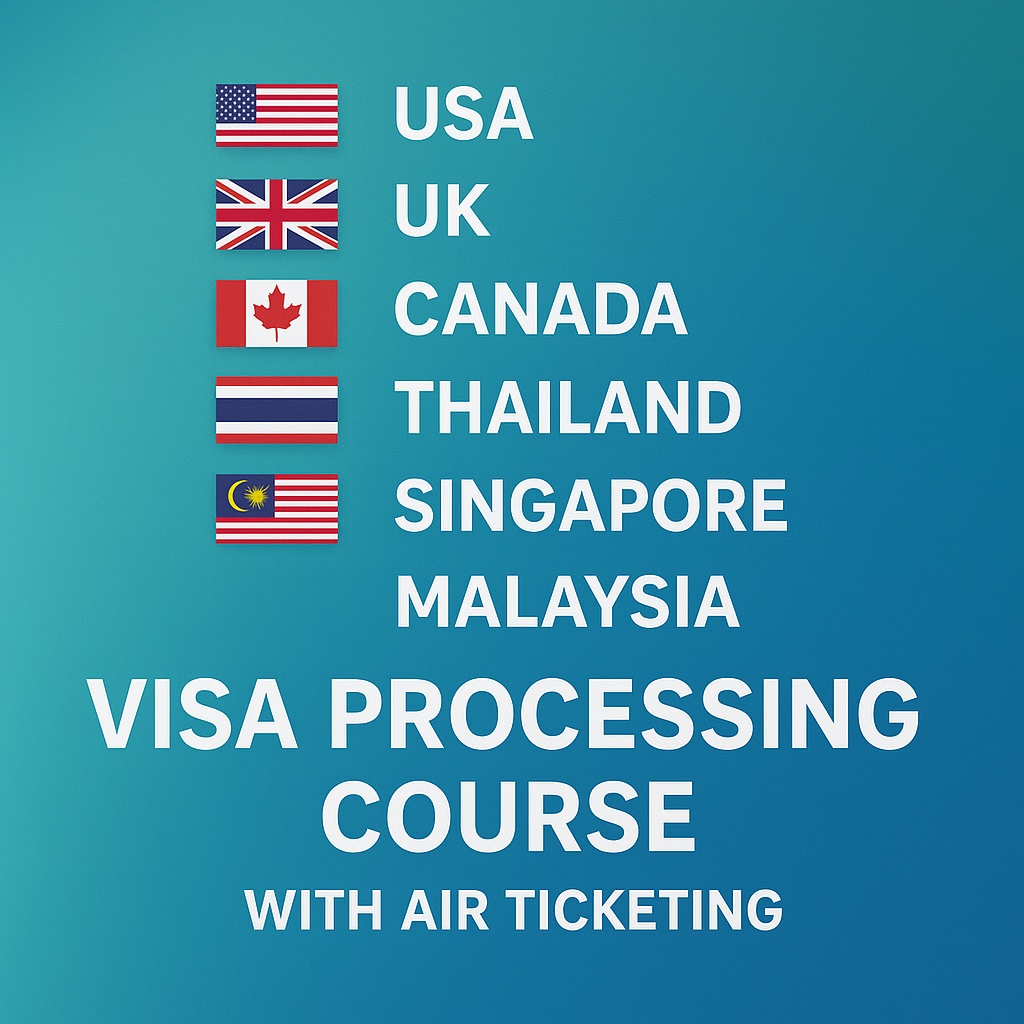 USA
UK
CANADA
THAILAND
SINGAPORE
MALAYSIA
VISA PROCESSING
COURSE
WITH AIR TICKETING